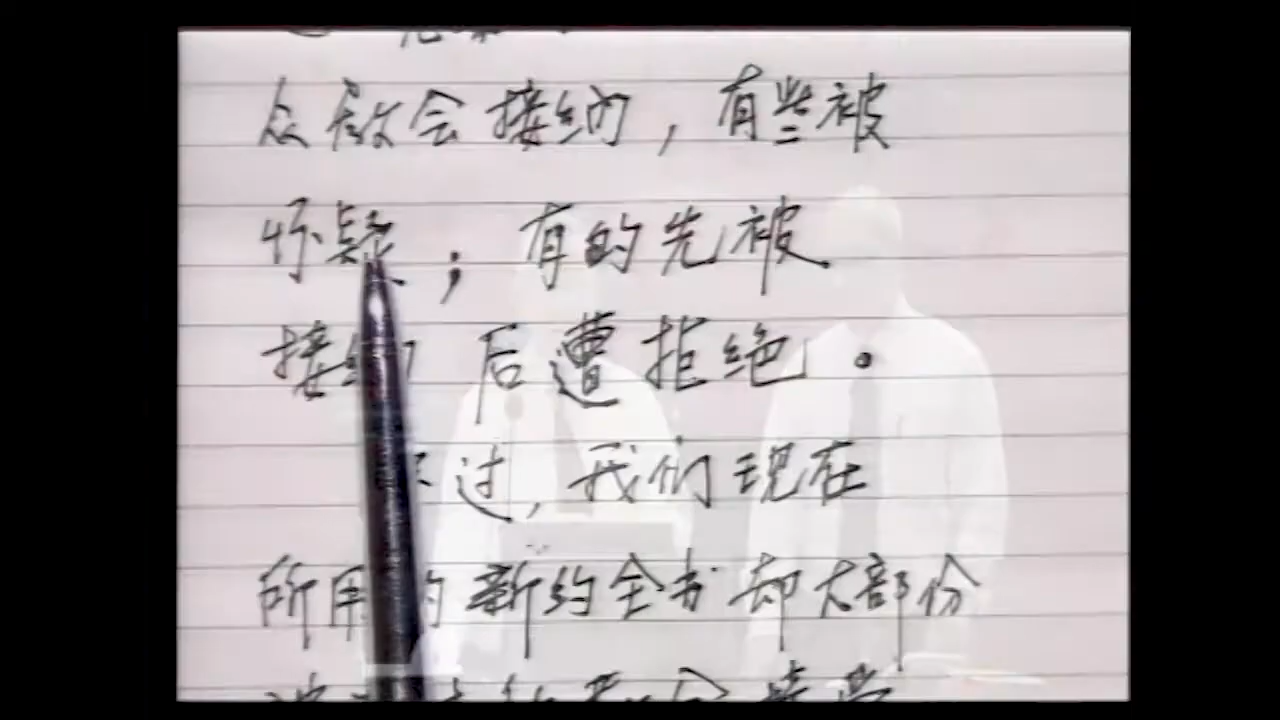 众教会接纳，有些被
怀疑；有的先被
接纳 后遭拒绝。
过，我们现在
所用的新约全书却大部份